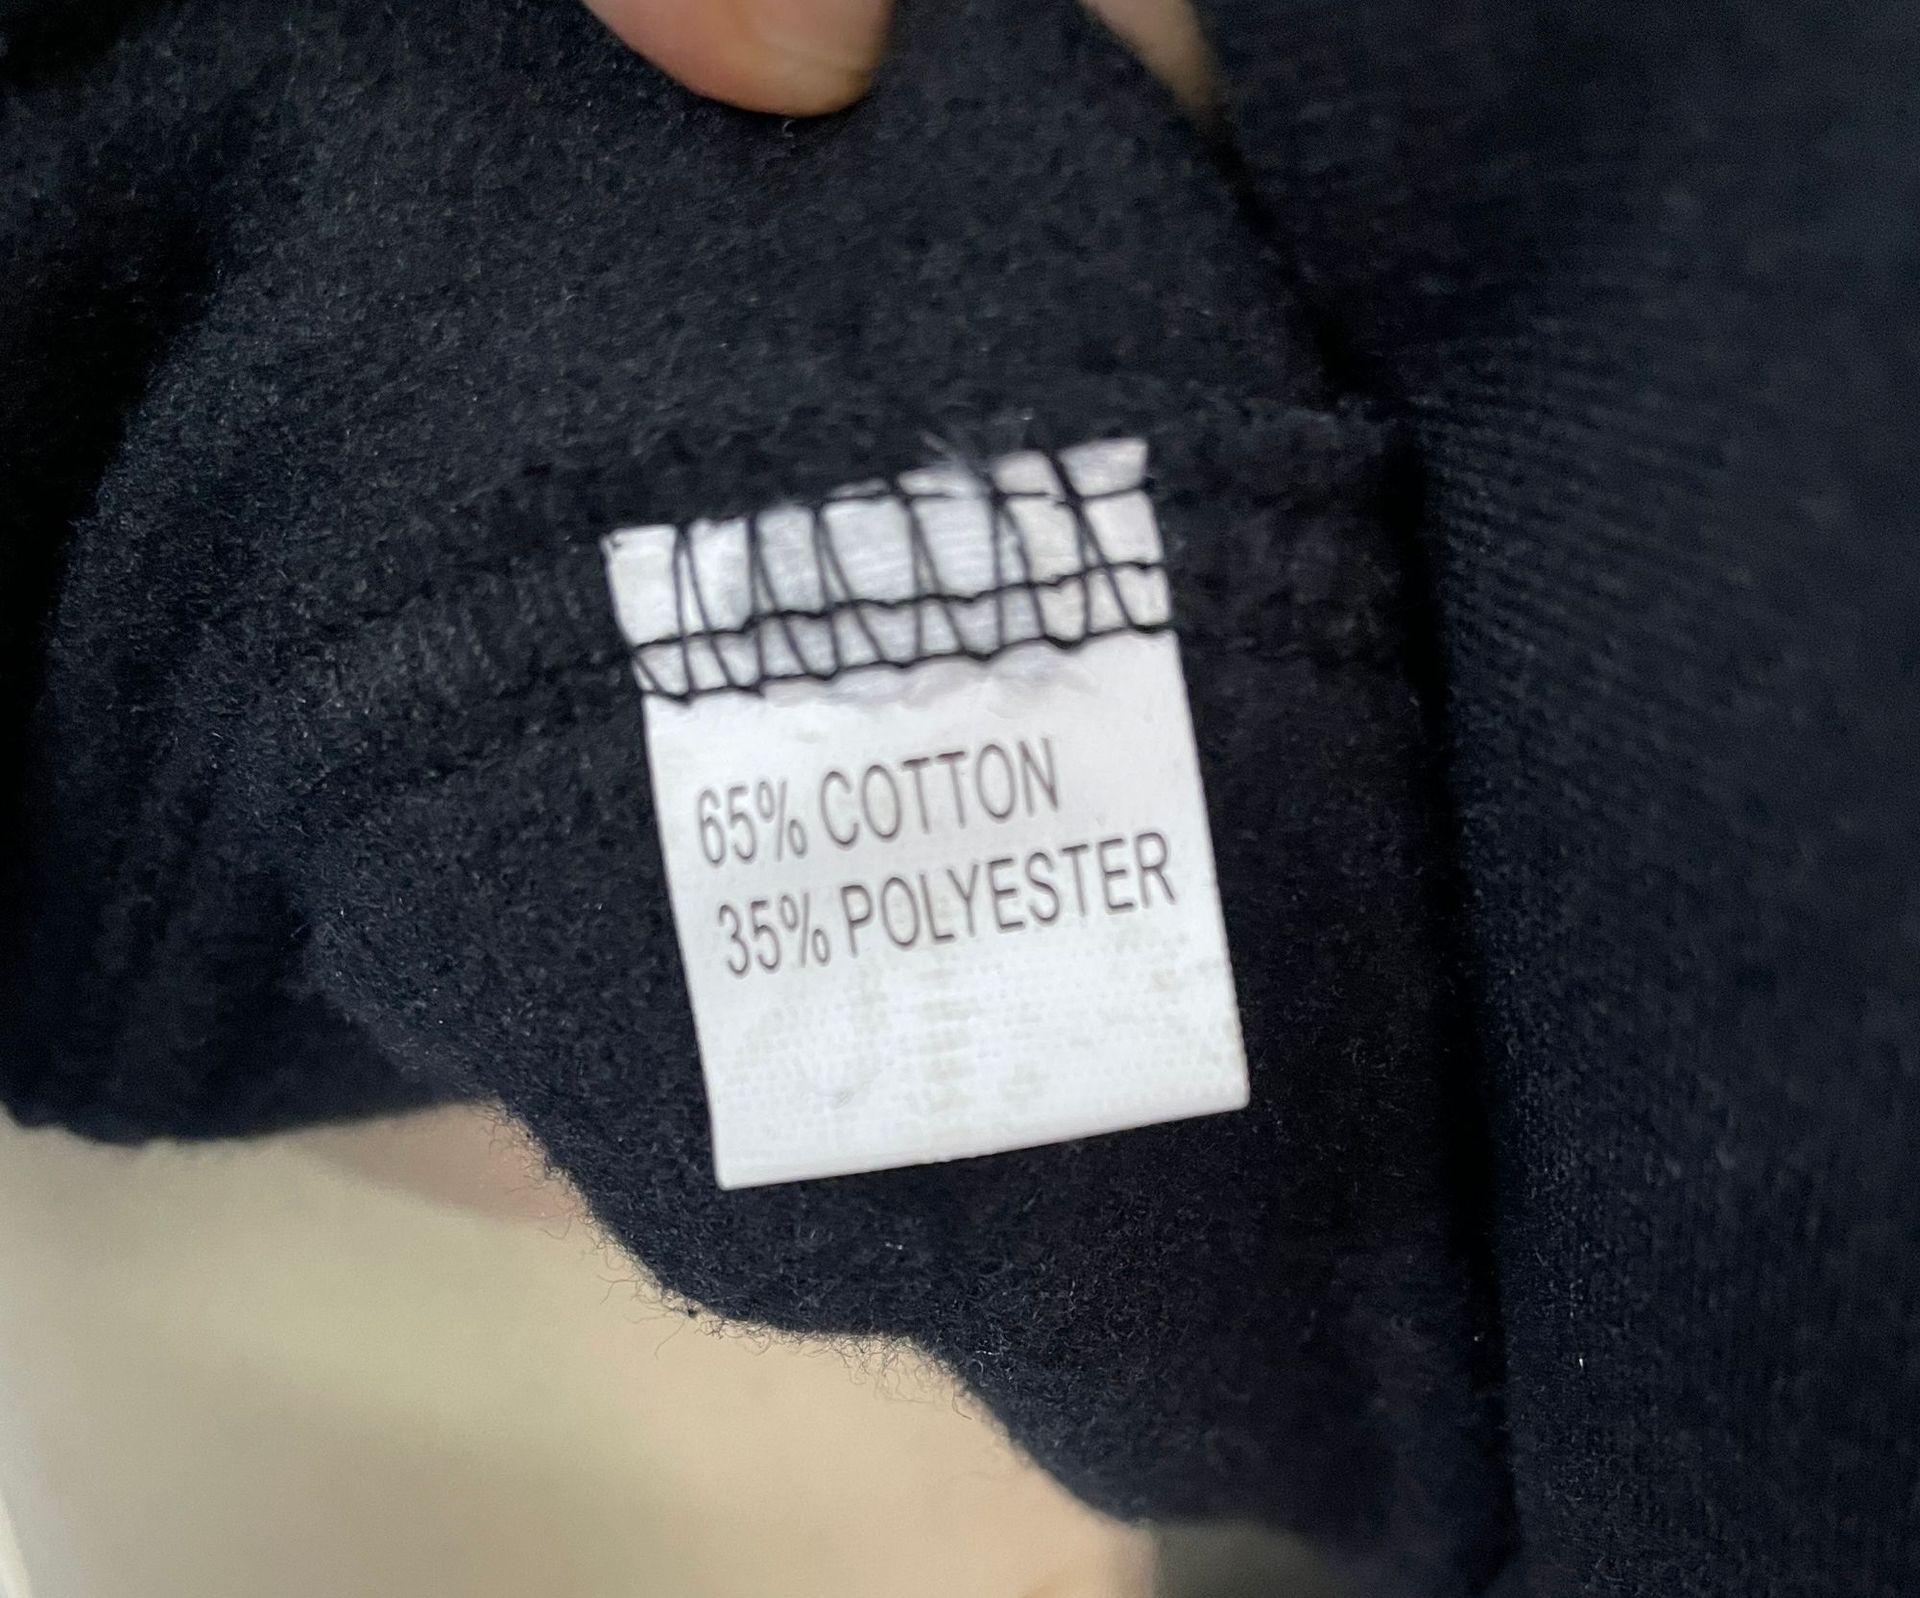 65% COTTON
35% POLYESTER